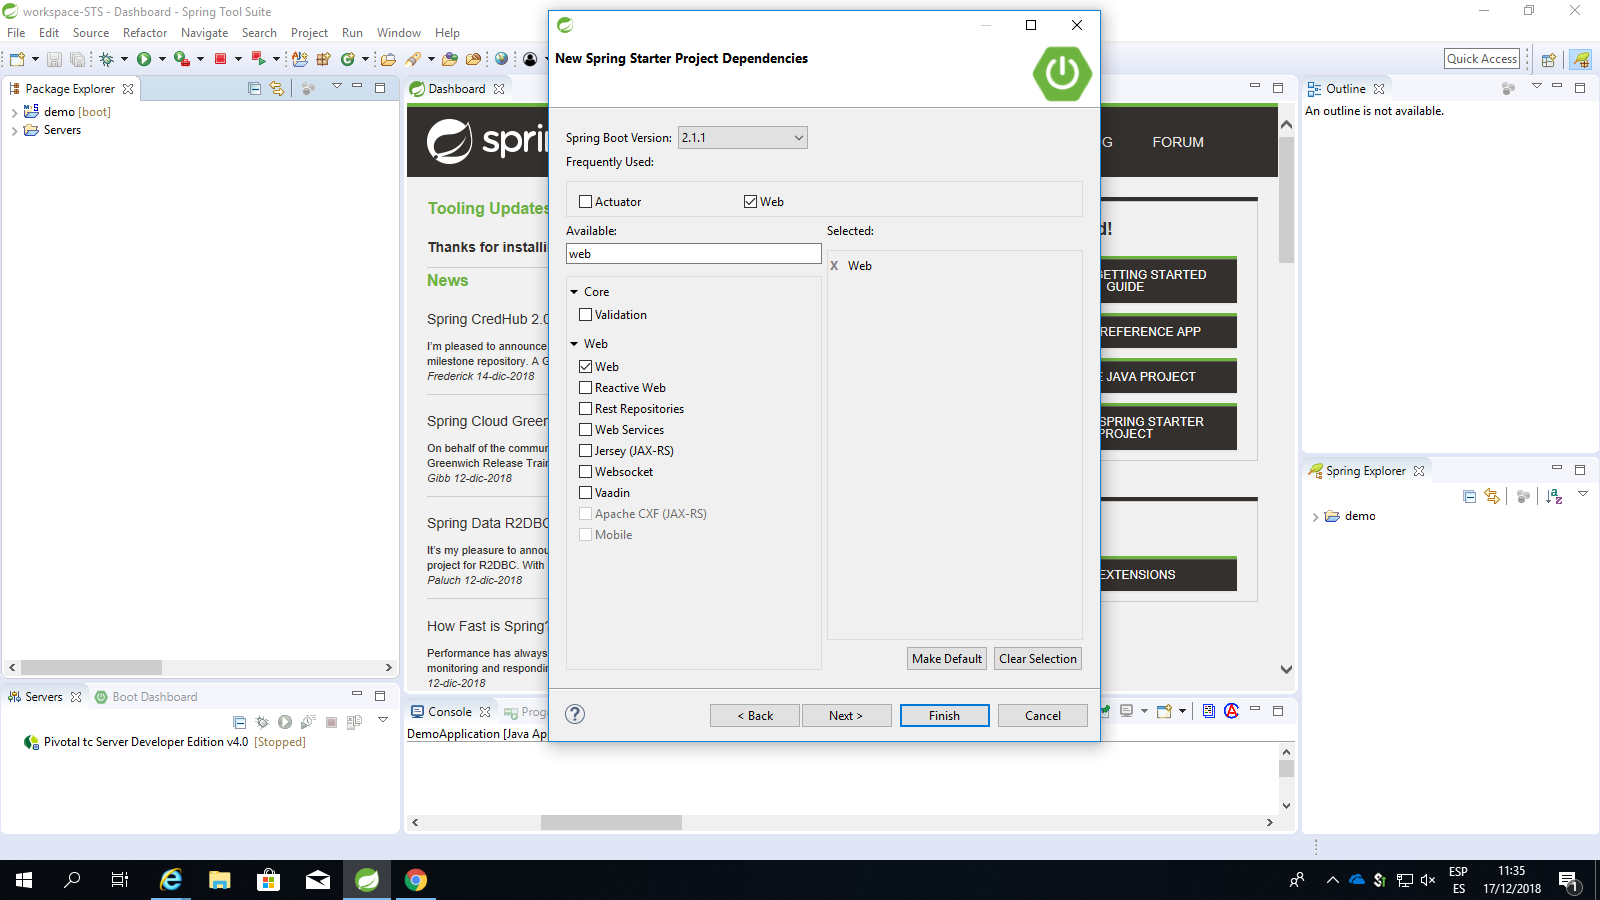 workspace-STS - Dashboard - Spring Tool Suite
File Edit Source Refactor Navigate Search Project Run Window Help
Quick Access
Package Explorer
demo [boot]
Servers
Dashboard
spri
G
FORUM
Tooling Updates
Thanks for installi
News
Spring CredHub 2.0
I'm pleased to announce
milestone repository. A G
Frederick 14-dic-2018
Spring Cloud Green
On behalf of the commun
Greenwich Release Train
Gibb 12-dic-2018
Spring Data R2DBC
It's my pleasure to annou
project for R2DBC. With
Paluch 12-dic-2018
How Fast is Spring?
Performance has always
monitoring and respondin
12-dic-2018
d!
GETTING STARTED
GUIDE
REFERENCE APP
E JAVA PROJECT
SPRING STARTER
PROJECT
EXTENSIONS
New Spring Starter Project Dependencies
Spring Boot Version: 2.1.1
Frequently Used:
Actuator
Web
Available:
web
Core
Validation
Web
Web
Reactive Web
Rest Repositories
Web Services
Jersey (JAX-RS)
Websocket
Vaadin
Apache CXF (JAX-RS)
Mobile
Selected:
X Web
Make Default
Clear Selection
?
< Back
Next >
Finish
Cancel
Outline
An outline is not available.
Spring Explorer
demo
Servers
Boot Dashboard
Pivotal tc Server Developer Edition v4.0 [Stopped]
Console
Progr
DemoApplication [Java Ap
ESP
ES
11:35
17/12/2018
1